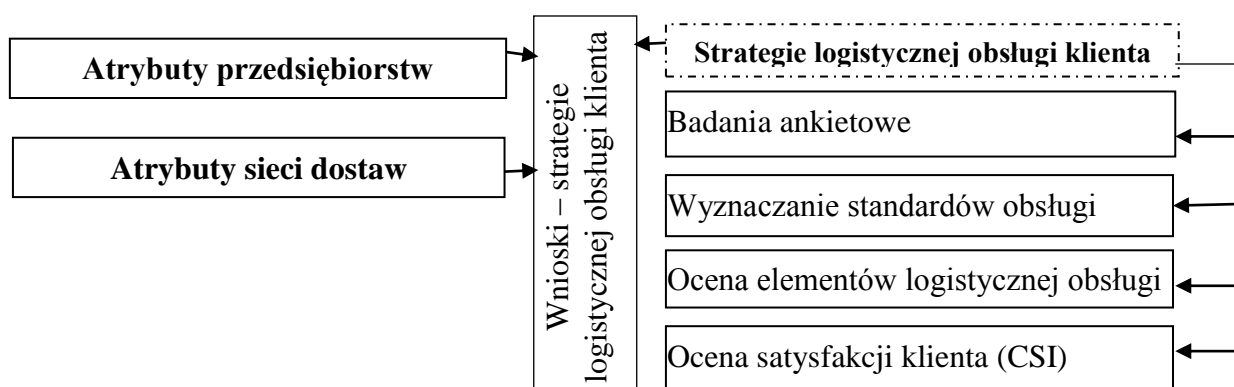 Atrybuty przedsiębiorstw
Atrybuty sieci dostaw
Wnioski – strategie
logistycznej obsługi klienta
Strategie logistycznej obsługi klienta
Badania ankietowe
Wyznaczanie standardów obsługi
Ocena elementów logistycznej obsługi
Ocena satysfakcji klienta (CSI)